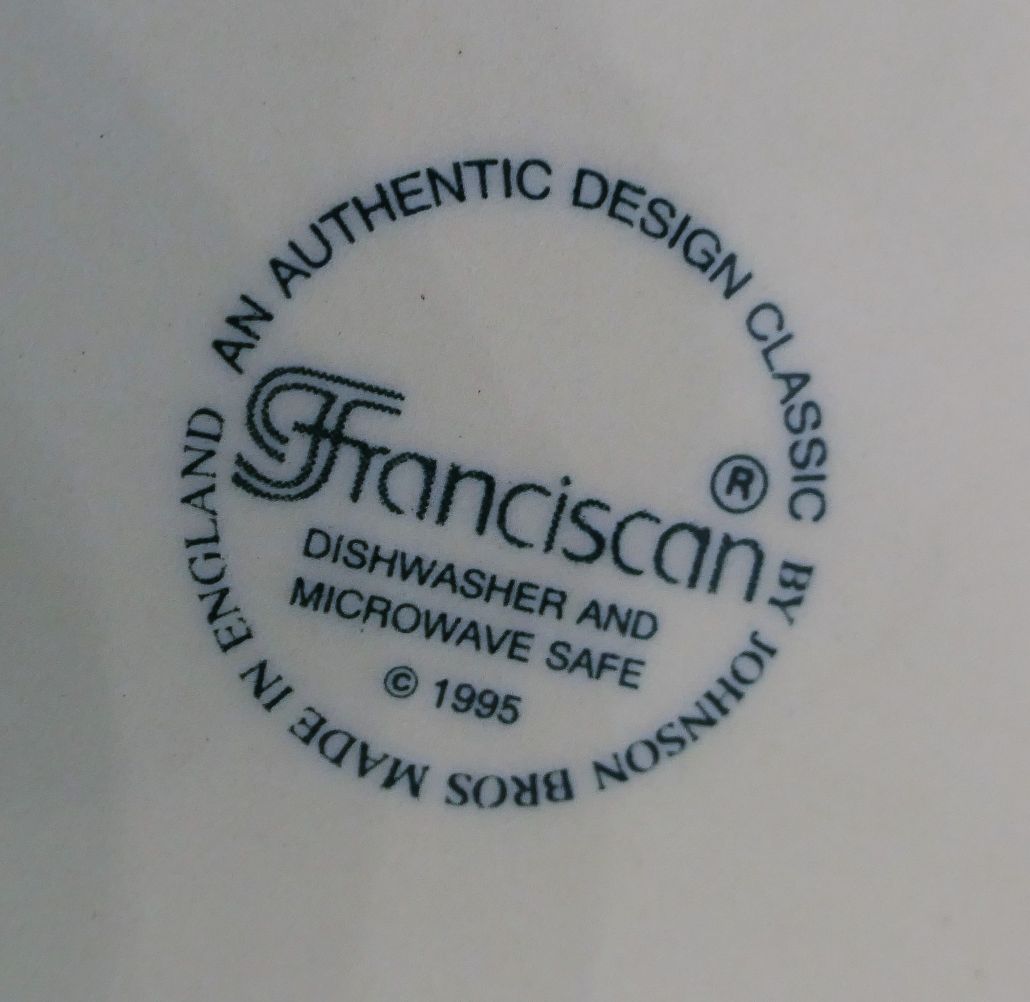 AN AUTHENTIC DESIGN CLASSIC BY JOHNSON BROS MADE IN ENGLAND
Franciscan ®
DISHWASHER AND
MICROWAVE SAFE
© 1995